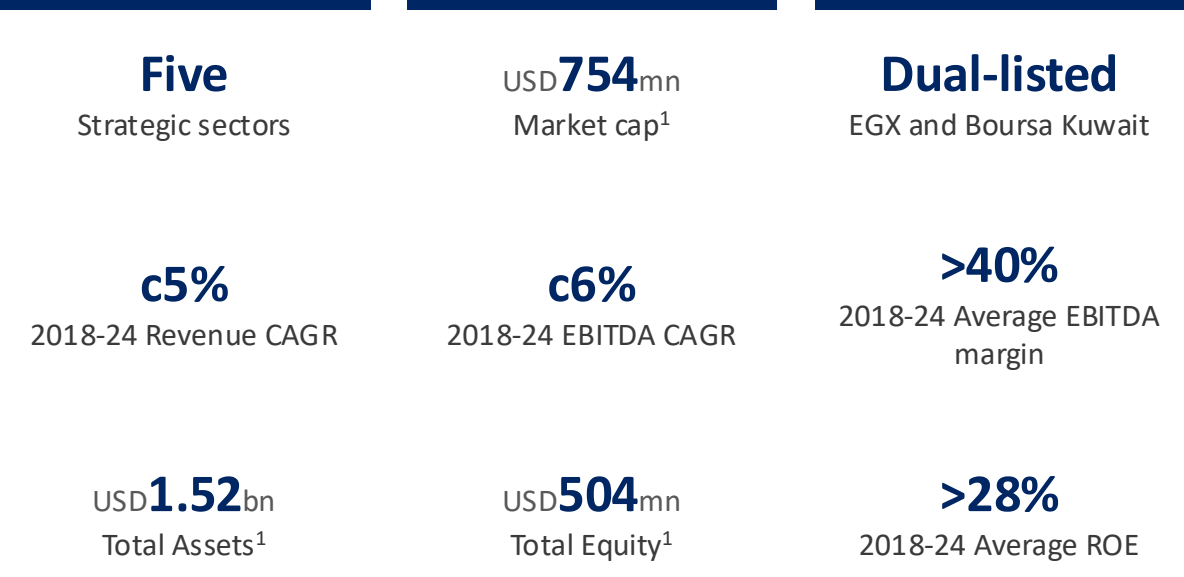 Five
Strategic sectors
USD754mn
Market cap1
Dual-listed
EGX and Boursa Kuwait
c5%
2018-24 Revenue CAGR
c6%
2018-24 EBITDA CAGR
>40%
2018-24 Average EBITDA
margin
USD1.52bn
Total Assets1
USD504mn
Total Equity1
>28%
2018-24 Average ROE